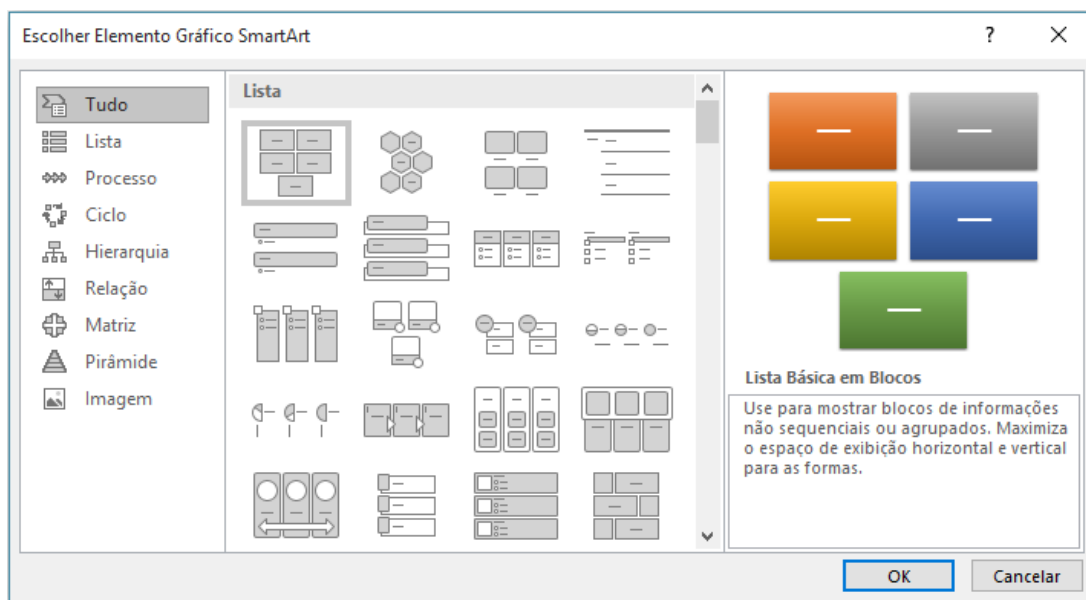 Escolher Elemento Gráfico SmartArt
?
Tudo
Lista
Processo
Ciclo
Hierarquia
Relação
Matriz
Pirâmide
Imagem
Lista
Lista Básica em Blocos
Use para mostrar blocos de informações
não sequenciais ou agrupados. Maximiza
o espaço de exibição horizontal e vertical
para as formas.
OK
Cancelar